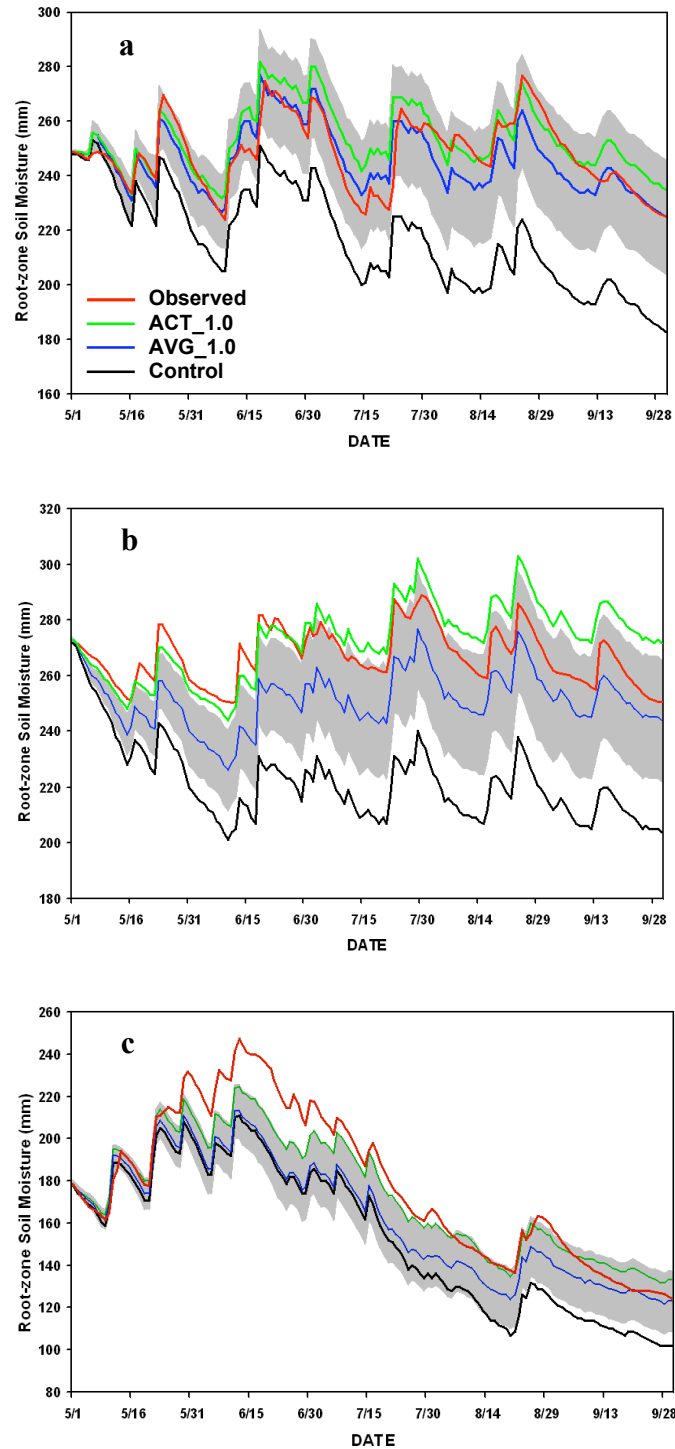 a
Root-zone Soil Moisture (mm)
300
280
260
240
220
200
180
160
Observed
ACT_1.0
AVG_1.0
Control
5/1 5/16 5/31 6/15 6/30 7/15 7/30 8/14 8/29 9/13 9/28
DATE
b
Root-zone Soil Moisture (mm)
320
300
280
260
240
220
200
180
5/1 5/16 5/31 6/15 6/30 7/15 7/30 8/14 8/29 9/13 9/28
DATE
c
Root-zone Soil Moisture (mm)
260
240
220
200
180
160
140
120
100
80
5/1 5/16 5/31 6/15 6/30 7/15 7/30 8/14 8/29 9/13 9/28
DATE